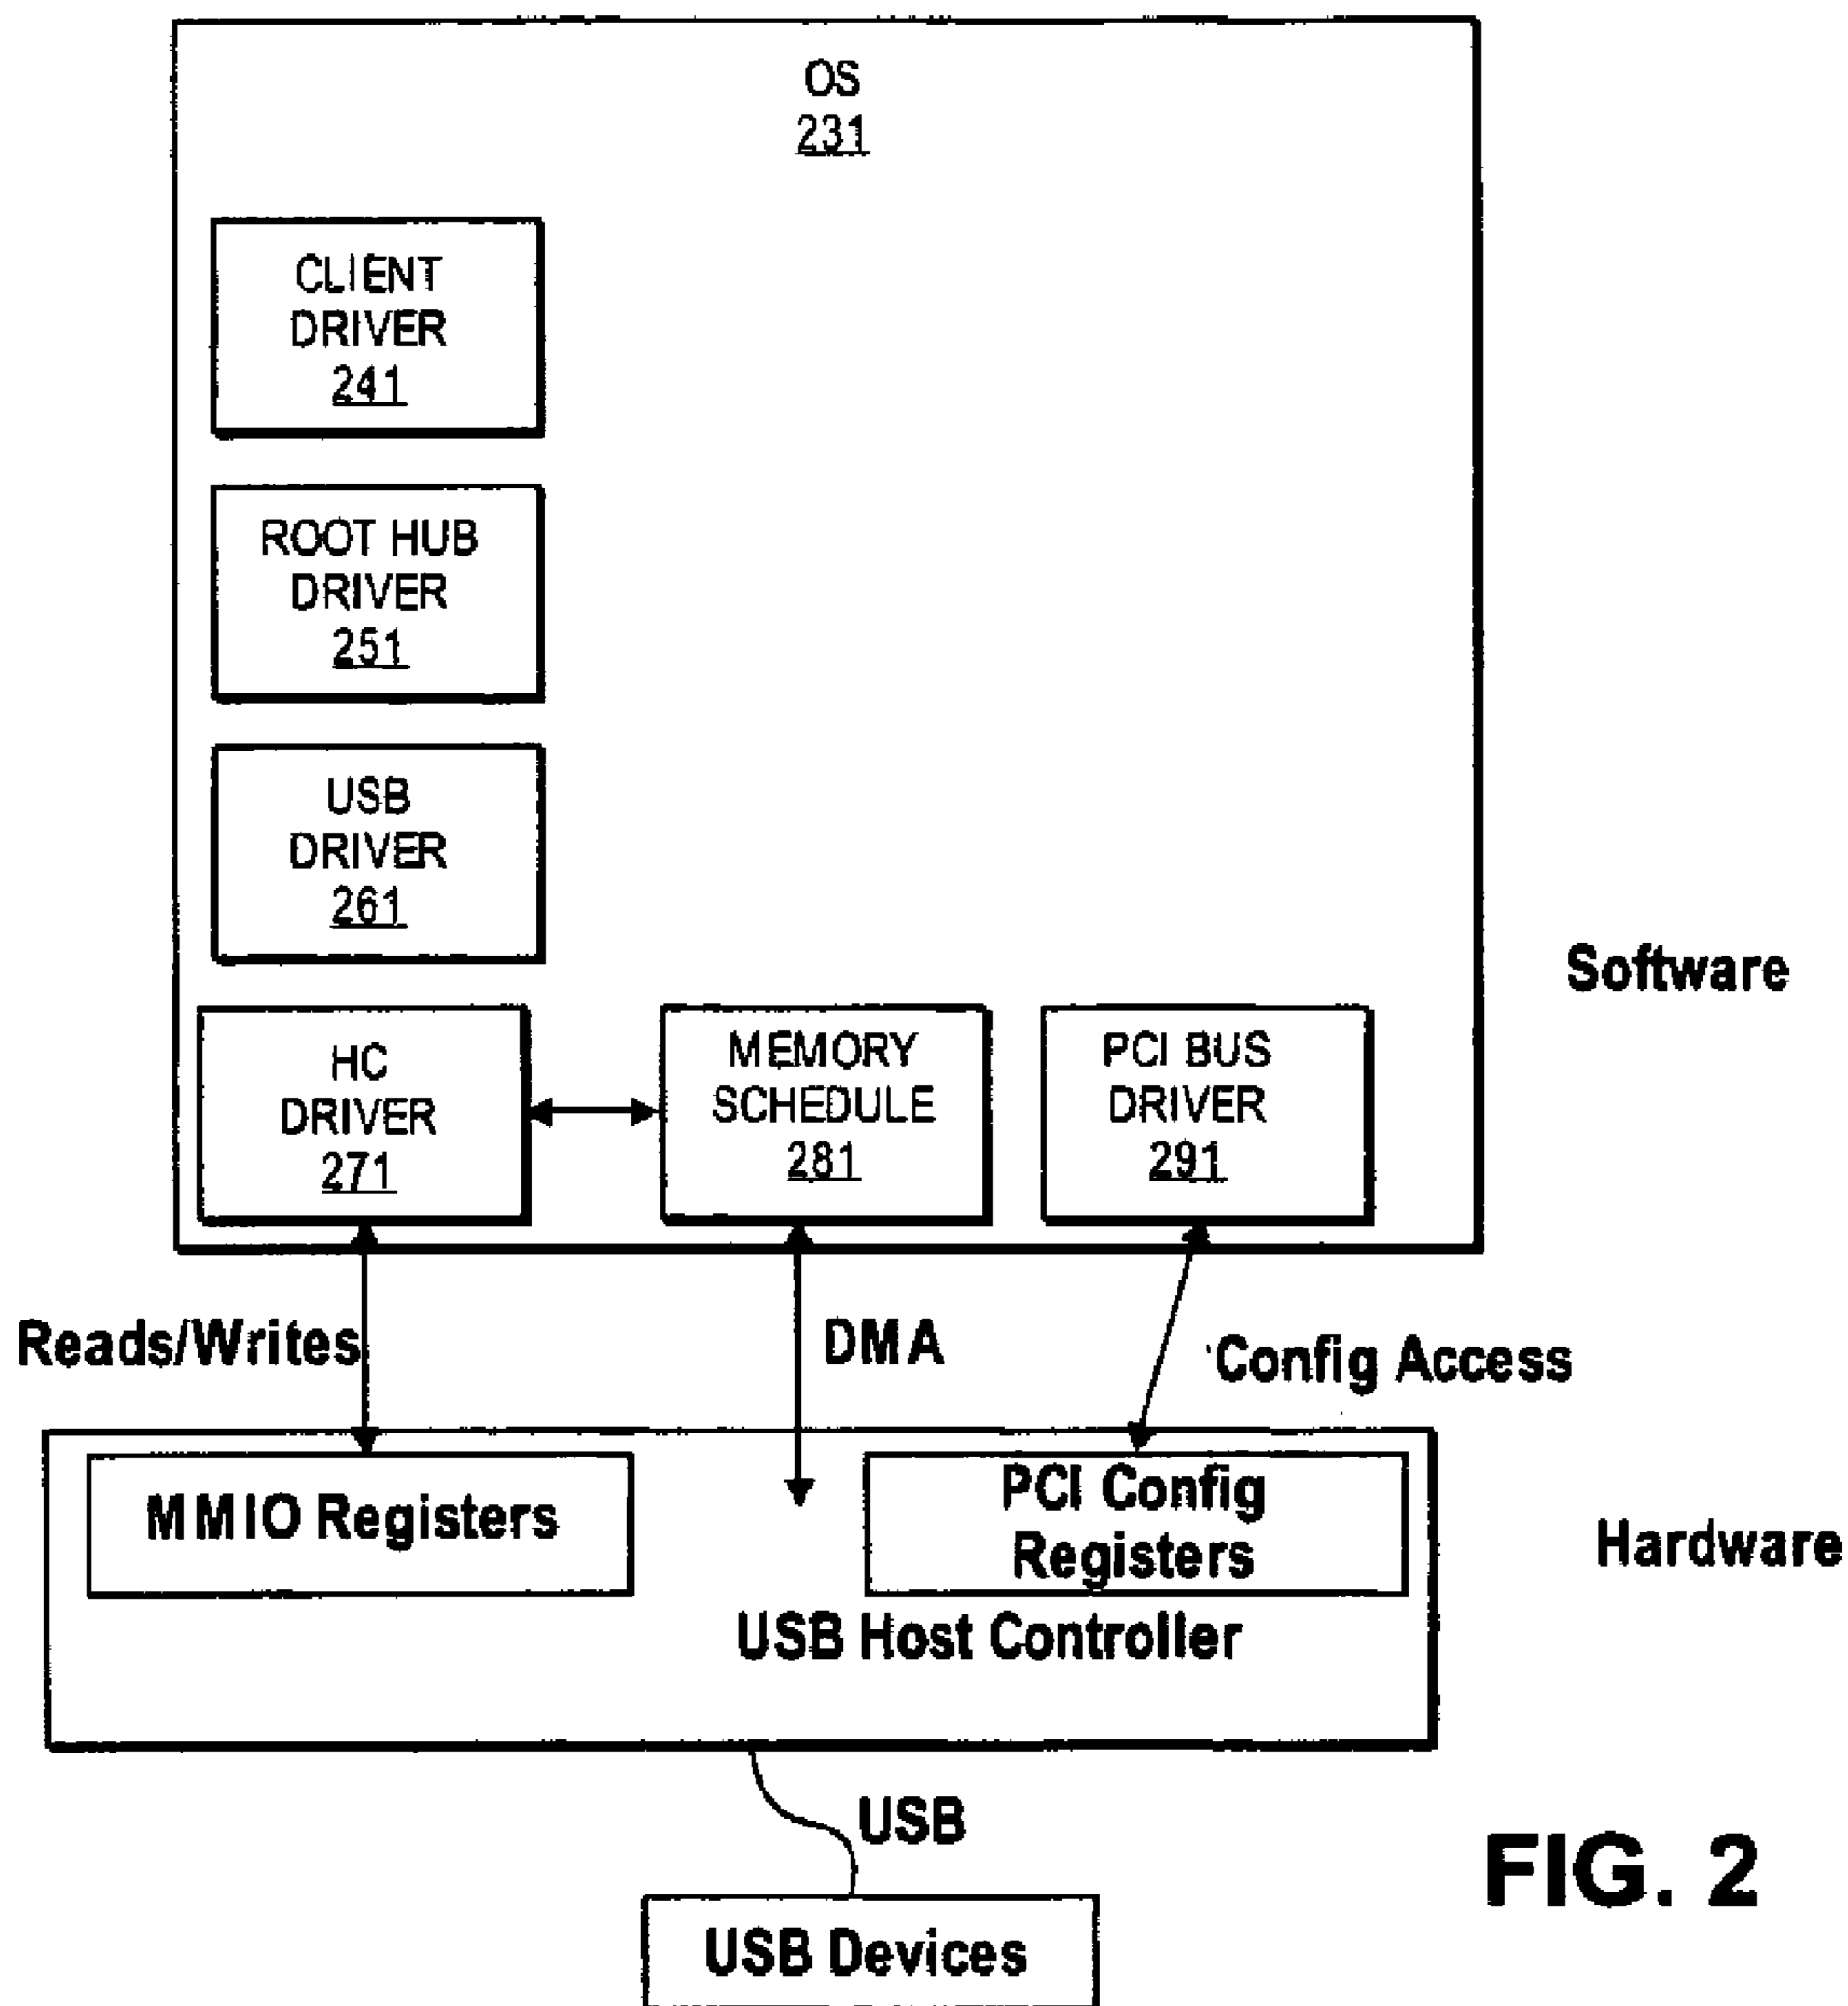 OS
231
CLIENT
DRIVER
241
ROOT HUB
DRIVER
251
USB
DRIVER
261
Software
HC
DRIVER
271
MEMORY
SCHEDULE
281
PCI BUS
DRIVER
291
Reads/Writes
DMA
Config Access
MMIO Registers
PCI Config
Registers
Hardware
USB Host Controller
USB
FIG. 2
USB Devices